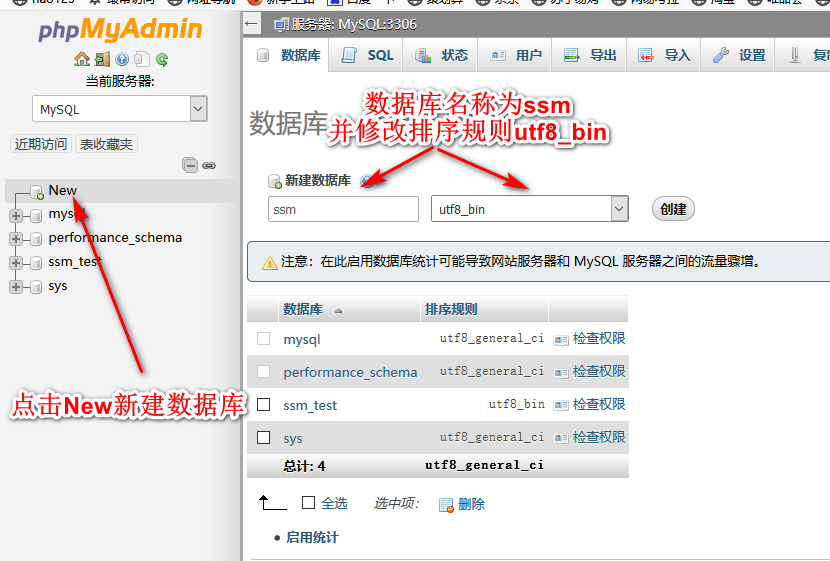 phpMyAdmin
当前服务器:
MySQL
近期访问 表收藏夹
New
mysql
performance_schema
ssm_test
sys
点击New新建数据库
服务器: MySQL:3306
数据库 SQL 状态 用户 导出 导入 设置
数据库
数据库名称为ssm
并修改排序规则utf8_bin
新建数据库
ssm utf8_bin 创建
注意：在此启用数据库统计可能导致网站服务器和 MySQL 服务器之间的流量骤增。
数据库 排序规则
mysql utf8_general_ci 检查权限
performance_schema utf8_general_ci 检查权限
ssm_test utf8_bin 检查权限
sys utf8_general_ci 检查权限
总计: 4 utf8_general_ci
全选 选中项: 删除
启用统计